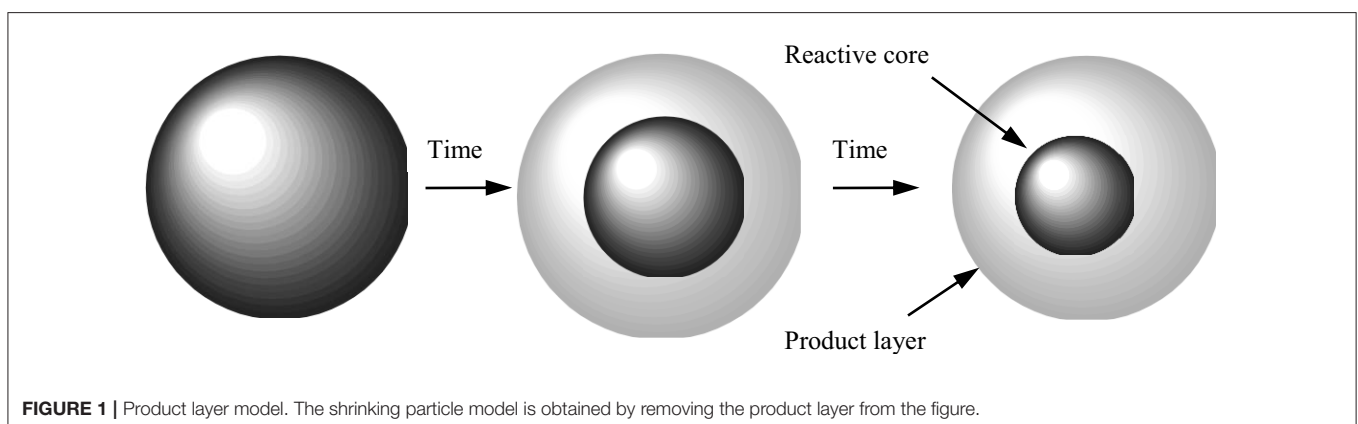 Reactive core
Time
Time
Product layer
FIGURE 1 | Product layer model. The shrinking particle model is obtained by removing the product layer from the figure.